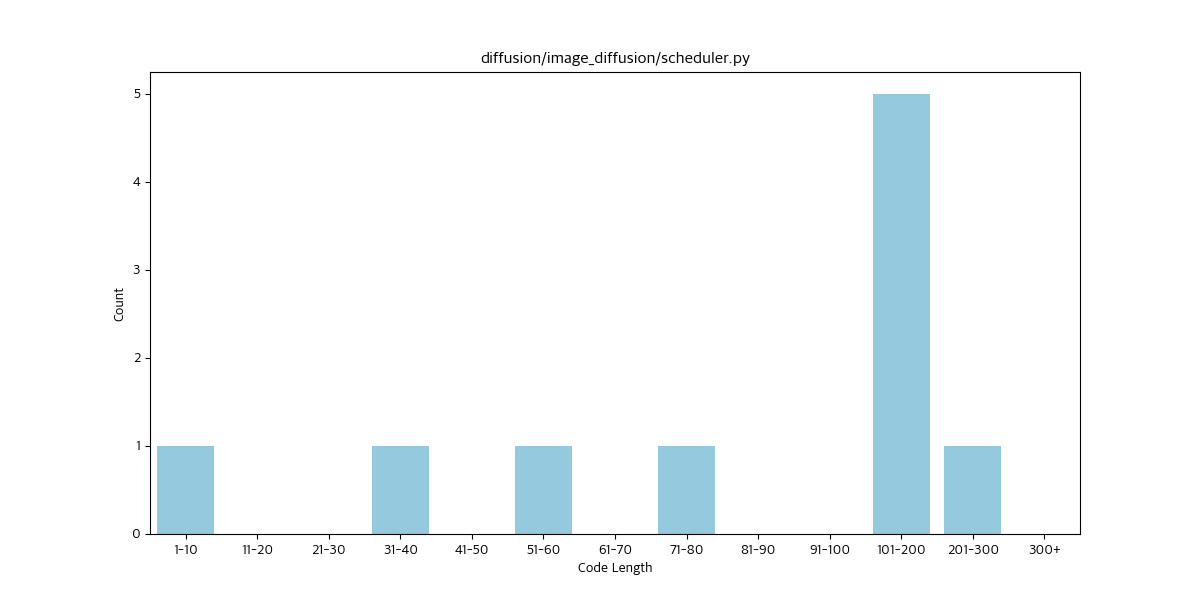 diffusion/image_diffusion/scheduler.py
5
4
3
2
1
0
Count
1-10 11-20 21-30 31-40 41-50 51-60 61-70 71-80 81-90 91-100 101-200 201-300 300+
Code Length